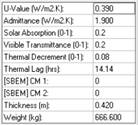 U-Value (W/m2.K): 0.390
Admittance (W/m2.K): 1.900
Solar Absorption (0-1): 0.2
Visible Transmittance (0-1): 0.2
Thermal Decrement (0-1): 0.08
Thermal Lag (hrs): 14.14
[SBEM] CM 1: 0
[SBEM] CM 2: 0
Thickness (m): 0.420
Weight (kg): 666.600